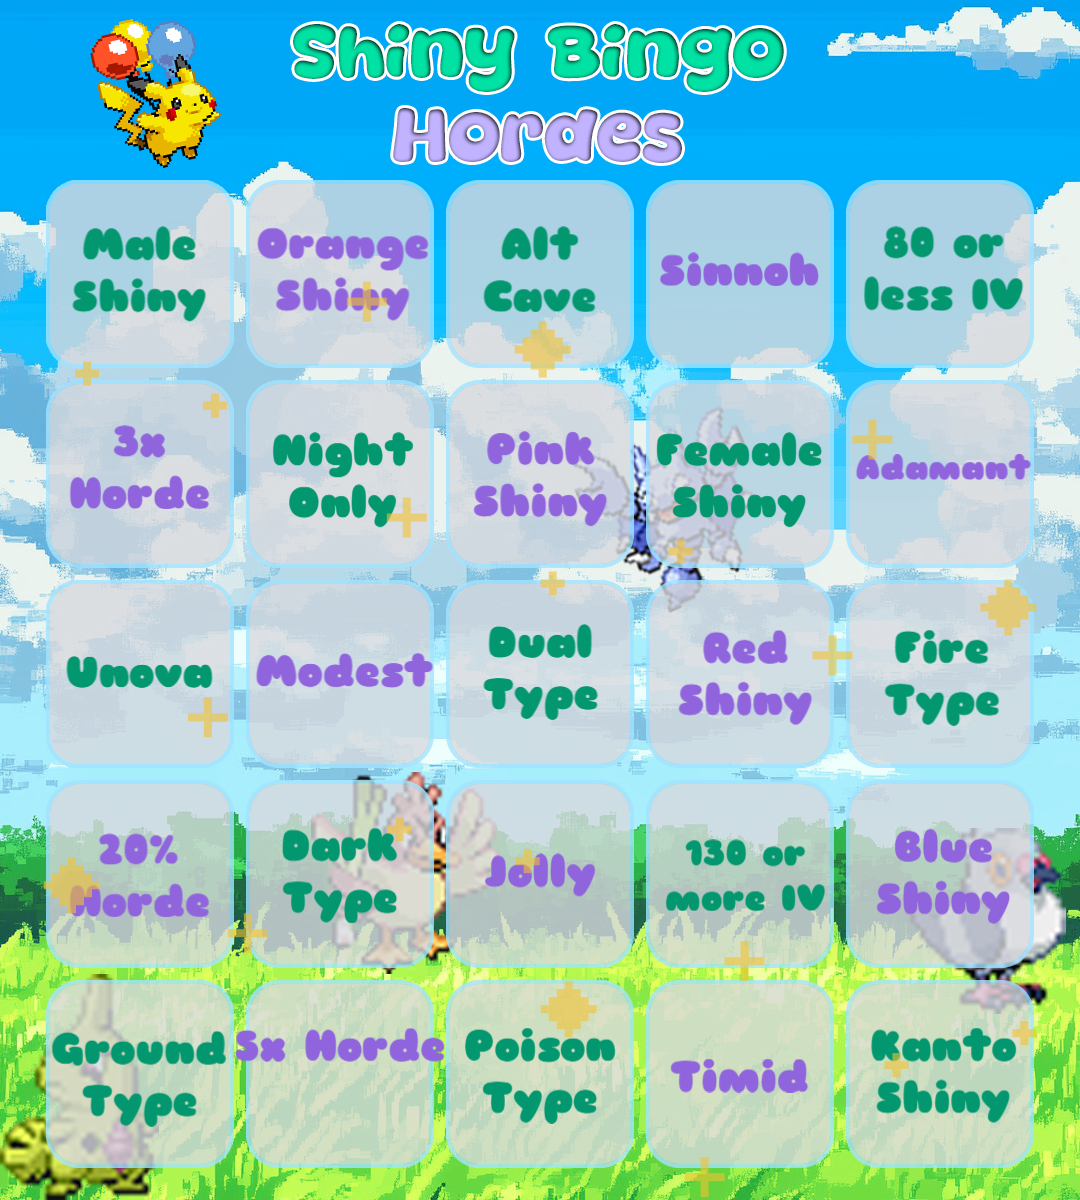 Shiny Bingo
Hordes
Male
Shiny
Orange
Shiny
Alt
Cave
Sinnoh
80 or
less IV
3x
Horde
Night
Only
Pink
Shiny
Female
Shiny
Adamant
Unova
Modest
Dual
Type
Red
Shiny
Fire
Type
20%
Horde
Dark
Type
Jolly
130 or
more IV
Blue
Shiny
Ground
Type
5x Horde
Poison
Type
Timid
Kanto
Shiny